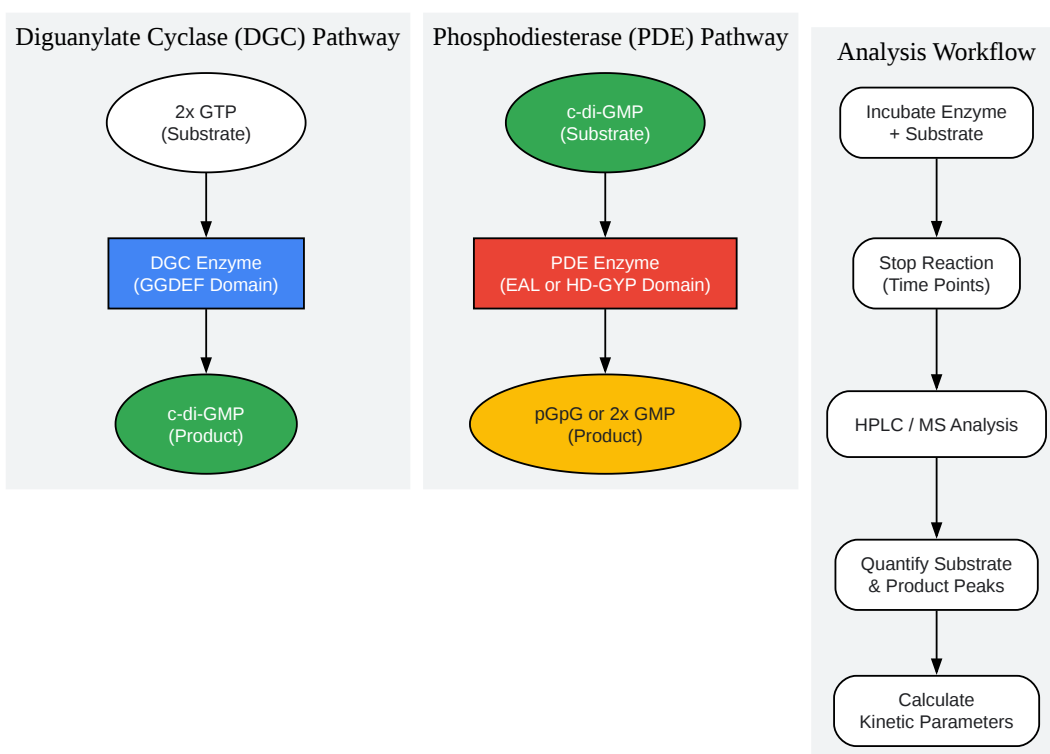 Diguanylate Cyclase (DGC) Pathway
2x GTP
(Substrate)
DGC Enzyme
(GGDEF Domain)
c-di-GMP
(Product)
Phosphodiesterase (PDE) Pathway
c-di-GMP
(Substrate)
PDE Enzyme
(EAL or HD-GYP Domain)
pGpG or 2x GMP
(Product)
Analysis Workflow
Incubate Enzyme
+ Substrate
Stop Reaction
(Time Points)
HPLC / MS Analysis
Quantify Substrate
& Product Peaks
Calculate
Kinetic Parameters